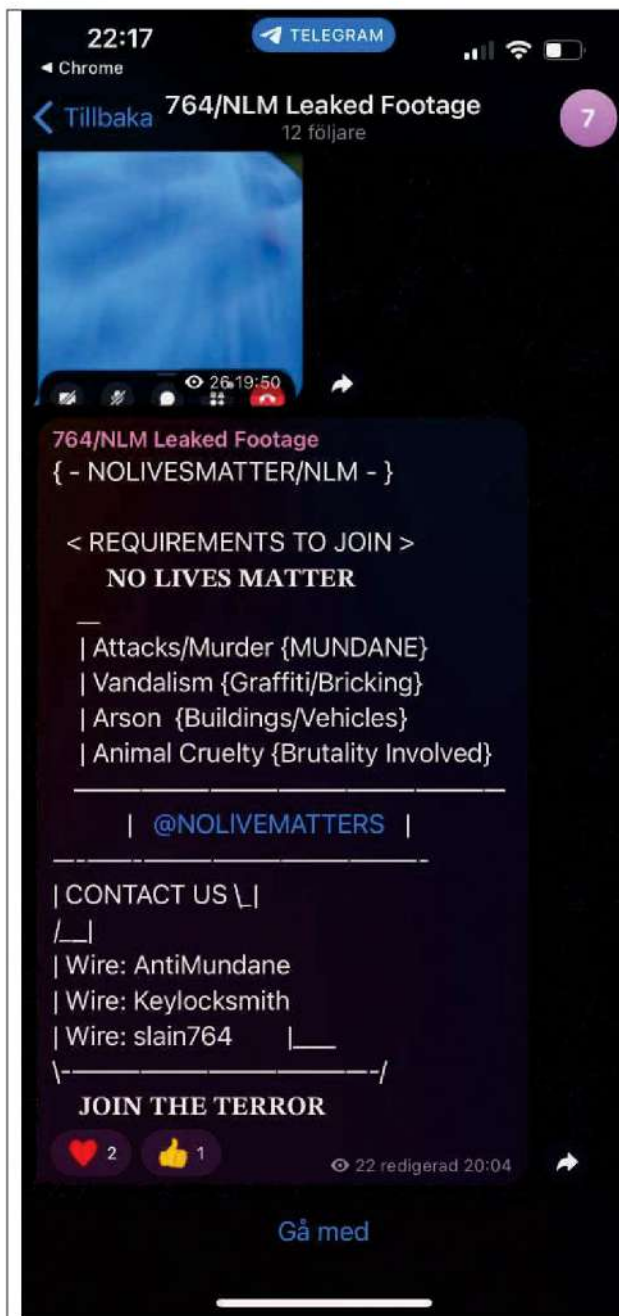 22:17
TELEGRAM
◄ Chrome
Tillbaka
764/NLM Leaked Footage
12 följare
7
26 19:50
764/NLM Leaked Footage
{ - NOLIVESMATTER/NLM - }
< REQUIREMENTS TO JOIN >
NO LIVES MATTER
| Attacks/Murder {MUNDANE}
| Vandalism {Graffiti/Bricking}
| Arson {Buildings/Vehicles}
| Animal Cruelty {Brutality Involved}
| @NOLIVEMATTERS |
| CONTACT US \_|
/__|
| Wire: AntiMundane
| Wire: Keylocksmith
| Wire: slain764 |___
\-——————————-/
JOIN THE TERROR
2 1
22 redigerad 20:04
Gå med